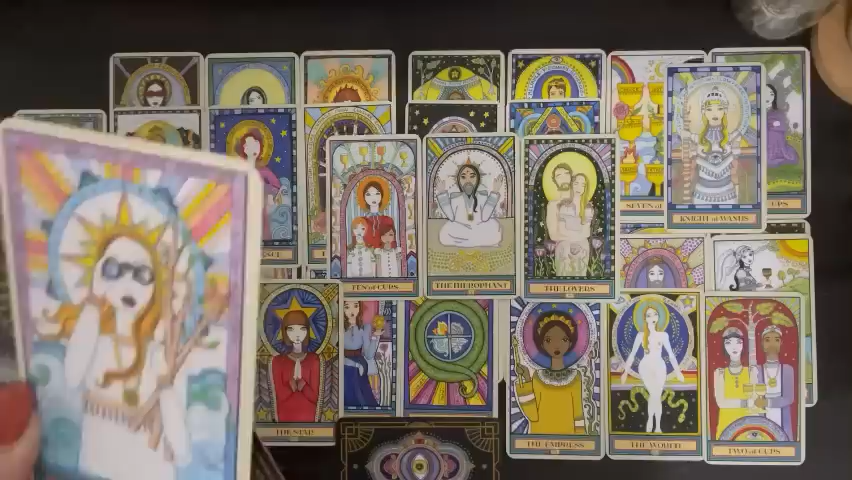 SEVEN of
KNIGHT of WANDS
UPS
TEN of CUPS
THE HIEROPHANT
THE LOVERS
THE STAR
THE EMPRESS
THE WORLD
TWO of CUPS